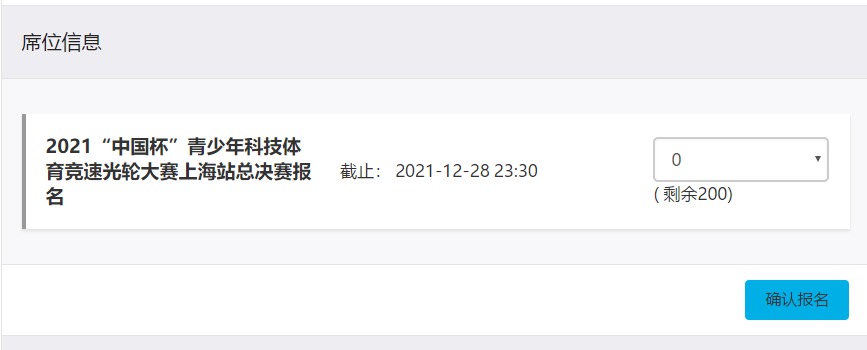 席位信息
2021“中国杯”青少年科技体
育竞速光轮大赛上海站总决赛报
名
截止： 2021-12-28 23:30
0
( 剩余200)
确认报名